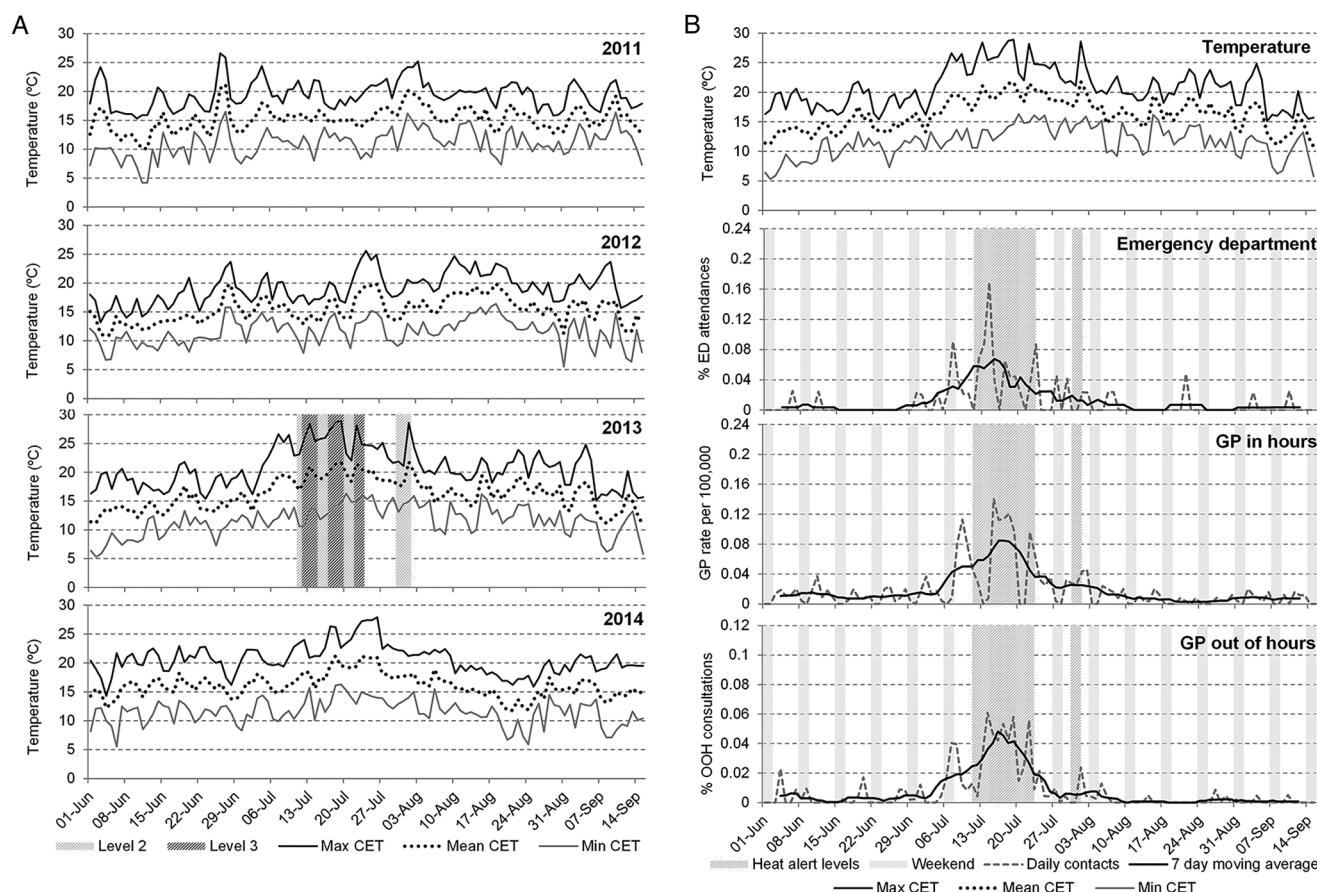 A
30
25
20
15
10
5
0
Temperature (ºC)
2011
30
25
20
15
10
5
0
Temperature (ºC)
2012
30
25
20
15
10
5
0
Temperature (ºC)
2013
30
25
20
15
10
5
0
Temperature (ºC)
2014
01-Jun
08-Jun
15-Jun
22-Jun
29-Jun
06-Jul
13-Jul
20-Jul
27-Jul
03-Aug
10-Aug
17-Aug
24-Aug
31-Aug
07-Sep
14-Sep
Level 2 Level 3 Max CET Mean CET Min CET
B
30
25
20
15
10
5
0
Temperature (ºC)
Temperature
0.24
0.2
0.16
0.12
0.08
0.04
0
% ED attendances
Emergency department
0.24
0.2
0.16
0.12
0.08
0.04
0
GP rate per 100,000
GP in hours
0.12
0.1
0.08
0.06
0.04
0.02
0
% OOH consultations
GP out of hours
01-Jun
08-Jun
15-Jun
22-Jun
29-Jun
06-Jul
13-Jul
20-Jul
27-Jul
03-Aug
10-Aug
17-Aug
24-Aug
31-Aug
07-Sep
14-Sep
Heat alert levels Weekend Daily contacts 7 day moving average
Max CET Mean CET Min CET